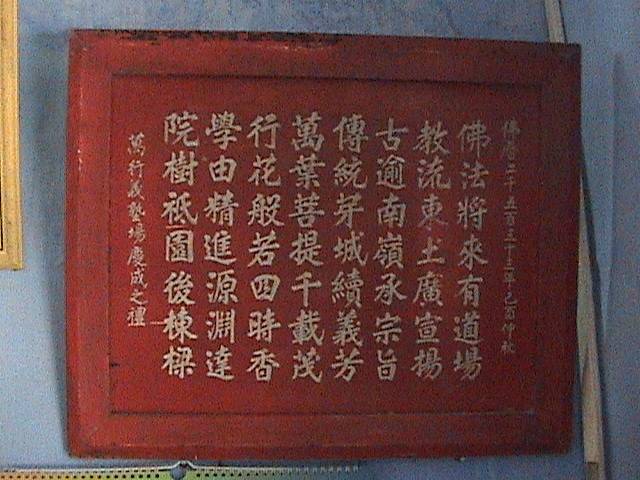 佛曆二千五百三十三年己酉仲秋
佛法將來有道場
教流東土廣宣揚
古逾南嶺承宗旨
傳統芽城續義芳
萬葉菩提千載茂
行花般若四時香
學由精進源淵達
院樹祗園後棟樑
萬行義塾場慶成之禮